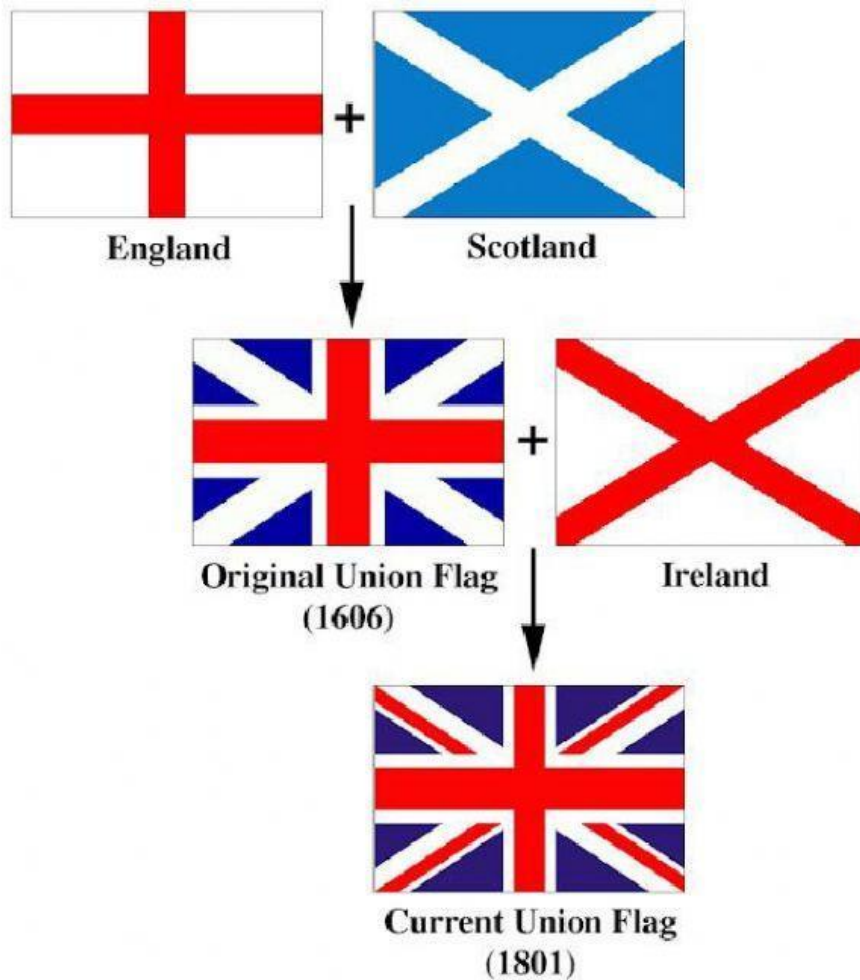 +
England
Scotland
+
Original Union Flag
(1606)
Ireland
Current Union Flag
(1801)